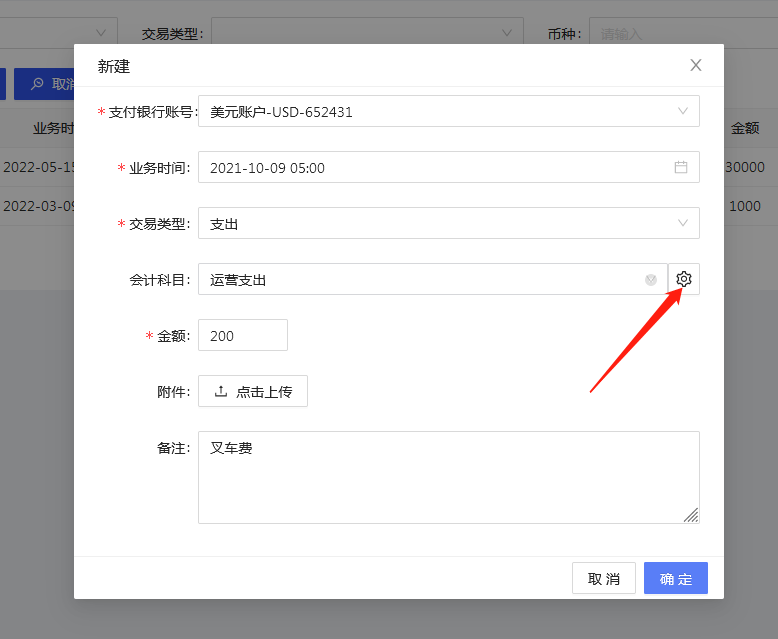 交易类型:
币种:
请输入
新建
取消
* 支付银行账号: 美元账户-USD-652431
业务时
金额
* 业务时间: 2021-10-09 05:00
2022-05-15
30000
2022-03-09
1000
* 交易类型: 支出
会计科目: 运营支出
* 金额: 200
附件: 点击上传
备注: 叉车费
取 消
确 定